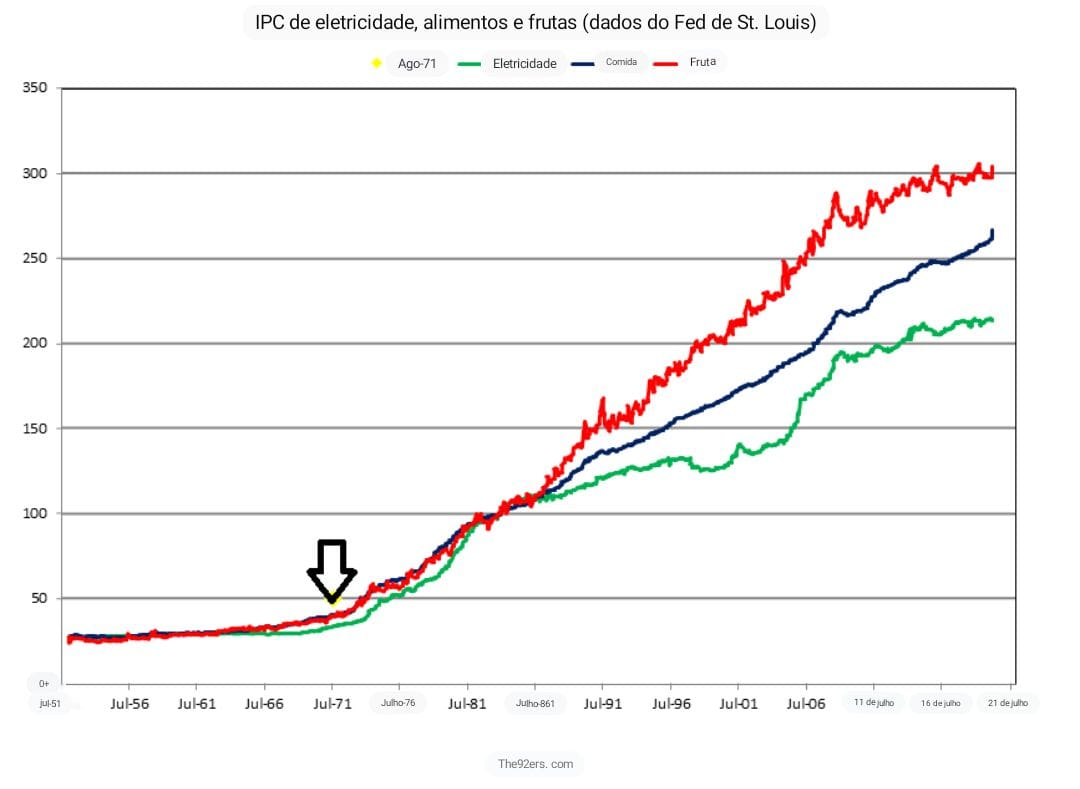 IPC de eletricidade, alimentos e frutas (dados do Fed de St. Louis)
Ago-71 Eletricidade Comida Fruta
350
300
250
200
150
100
50
0+
jul-51 Jul-56 Jul-61 Jul-66 Jul-71 Julho-76 Jul-81 Julho-861 Jul-91 Jul-96 Jul-01 Jul-06 11 de julho 16 de julho 21 de julho
The92ers. com